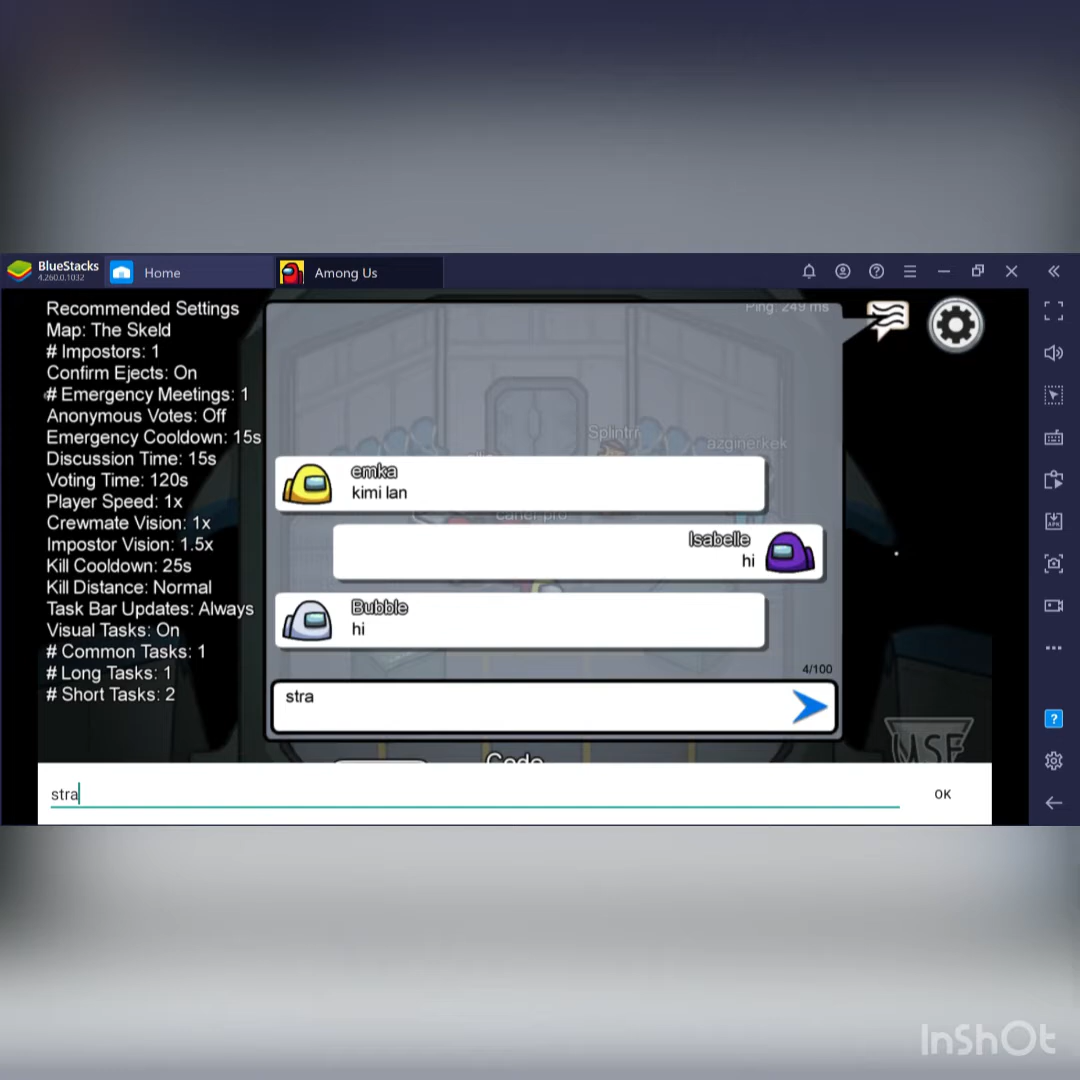 BlueStacks
4.260.0.1032
Home
Among Us
Recommended Settings
Map: The Skeld
# Impostors: 1
Confirm Ejects: On
# Emergency Meetings: 1
Anonymous Votes: Off
Emergency Cooldown: 15s
Discussion Time: 15s
Voting Time: 120s
Player Speed: 1x
Crewmate Vision: 1x
Impostor Vision: 1.5x
Kill Cooldown: 25s
Kill Distance: Normal
Task Bar Updates: Always
Visual Tasks: On
# Common Tasks: 1
# Long Tasks: 1
# Short Tasks: 2
Ping: 249 ms
azginerkek
emka
kimi lan
caner pro
Isabelle
hi
Bubble
hi
4/100
stra
Code
stra
OK
InShOt